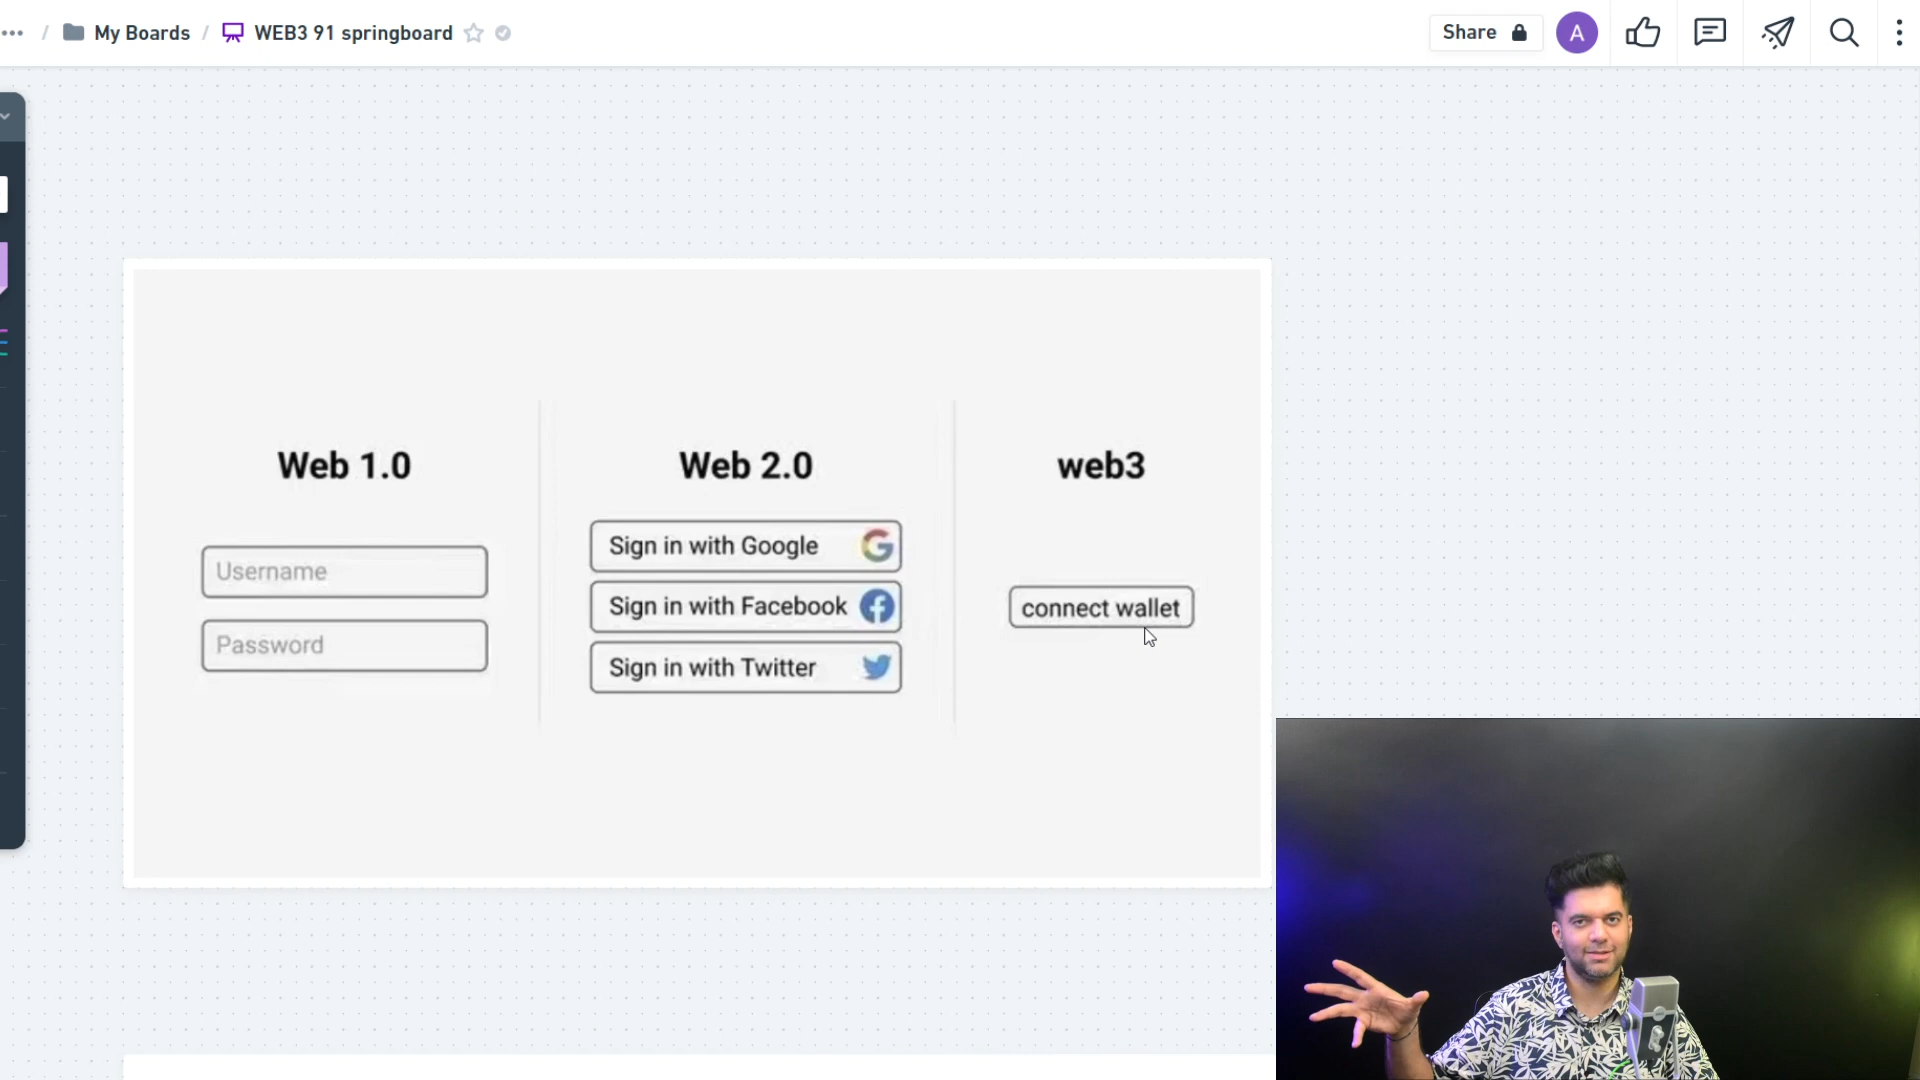 ... / My Boards / WEB3 91 springboard
Share
A
Web 1.0
Username
Password
Web 2.0
Sign in with Google
Sign in with Facebook
Sign in with Twitter
web3
connect wallet